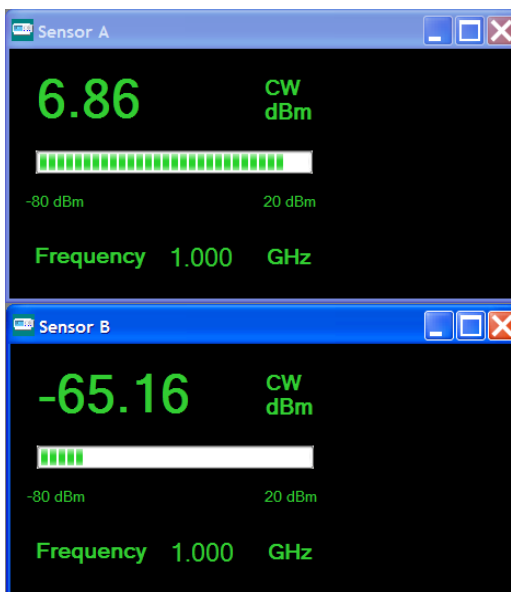 Sensor A
6.86 CW dBm
-80 dBm 20 dBm
Frequency 1.000 GHz
Sensor B
-65.16 CW dBm
-80 dBm 20 dBm
Frequency 1.000 GHz